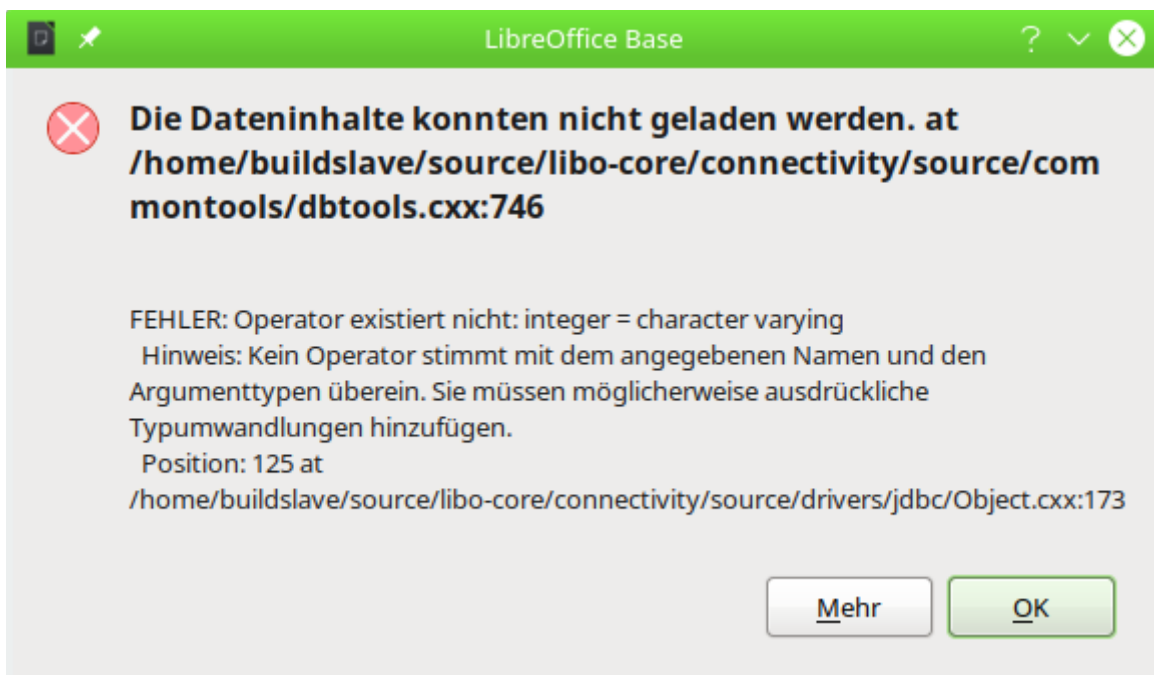 LibreOffice Base
Die Dateninhalte konnten nicht geladen werden. at
/home/buildslave/source/libo-core/connectivity/source/com
montools/dbtools.cxx:746
FEHLER: Operator existiert nicht: integer = character varying
Hinweis: Kein Operator stimmt mit dem angegebenen Namen und den
Argumenttypen überein. Sie müssen möglicherweise ausdrückliche
Typumwandlungen hinzufügen.
Position: 125 at
/home/buildslave/source/libo-core/connectivity/source/drivers/jdbc/Object.cxx:173
Mehr
OK